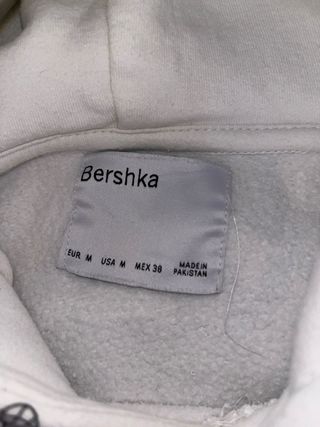 Bershka
EUR M USA M MEX 38 MADE IN
PAKISTAN